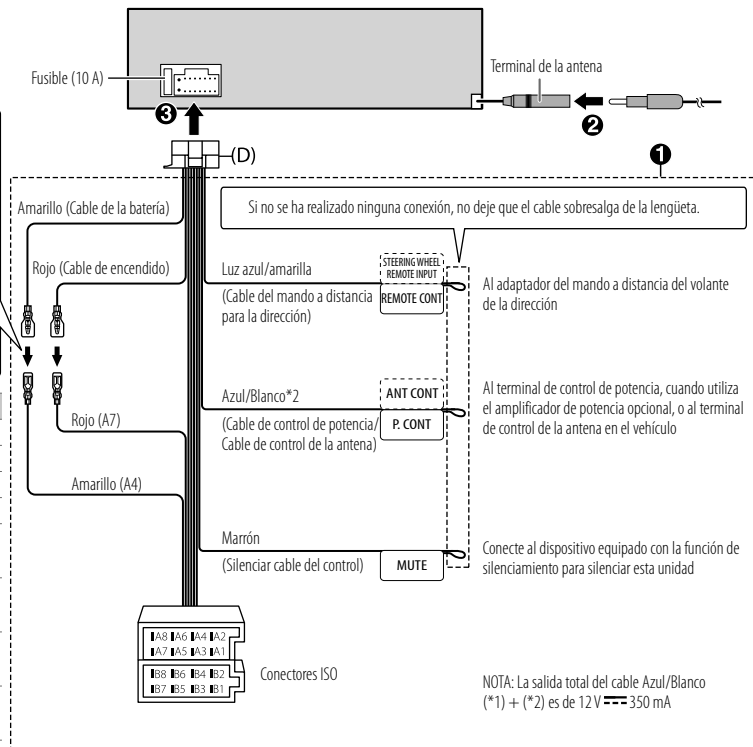 Fusible (10 A)
Terminal de la antena
❸
❷
(D)
❶
Amarillo (Cable de la batería)
Si no se ha realizado ninguna conexión, no deje que el cable sobresalga de la lengüeta.
Rojo (Cable de encendido)
Luz azul/amarilla
(Cable del mando a distancia
para la dirección)
STEERING WHEEL
REMOTE INPUT
REMOTE CONT
Al adaptador del mando a distancia del volante
de la dirección
Azul/Blanco*2
(Cable de control de potencia/
Cable de control de la antena)
ANT CONT
P. CONT
Al terminal de control de potencia, cuando utiliza
el amplificador de potencia opcional, o al terminal
de control de la antena en el vehículo
Rojo (A7)
Amarillo (A4)
Marrón
(Silenciar cable del control)
MUTE
Conecte al dispositivo equipado con la función de
silenciamiento para silenciar esta unidad
A8 A6 A4 A2
A7 A5 A3 A1
B8 B6 B4 B2
B7 B5 B3 B1
Conectores ISO
NOTA: La salida total del cable Azul/Blanco
(*1) + (*2) es de 12 V ⎓ 350 mA